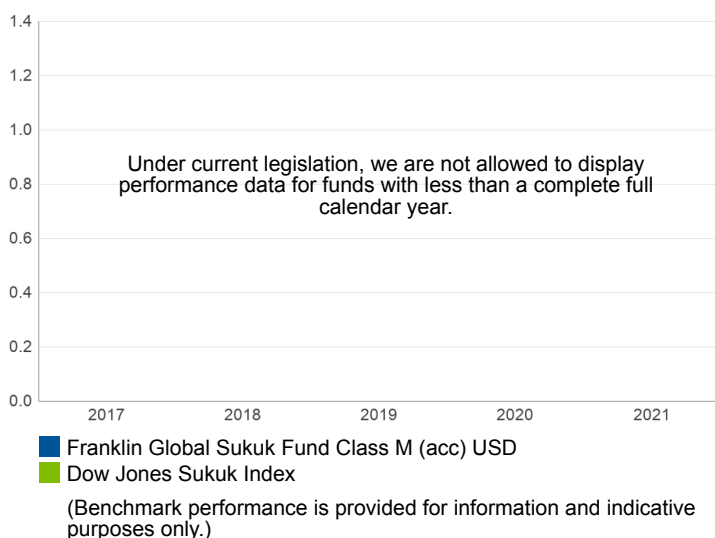 1.4
1.2
1.0
Under current legislation, we are not allowed to display
performance data for funds with less than a complete full
calendar year.
0.8
0.6
0.4
0.2
0.0
2017 2018 2019 2020 2021
Franklin Global Sukuk Fund Class M (acc) USD
Dow Jones Sukuk Index
(Benchmark performance is provided for information and indicative
purposes only.)